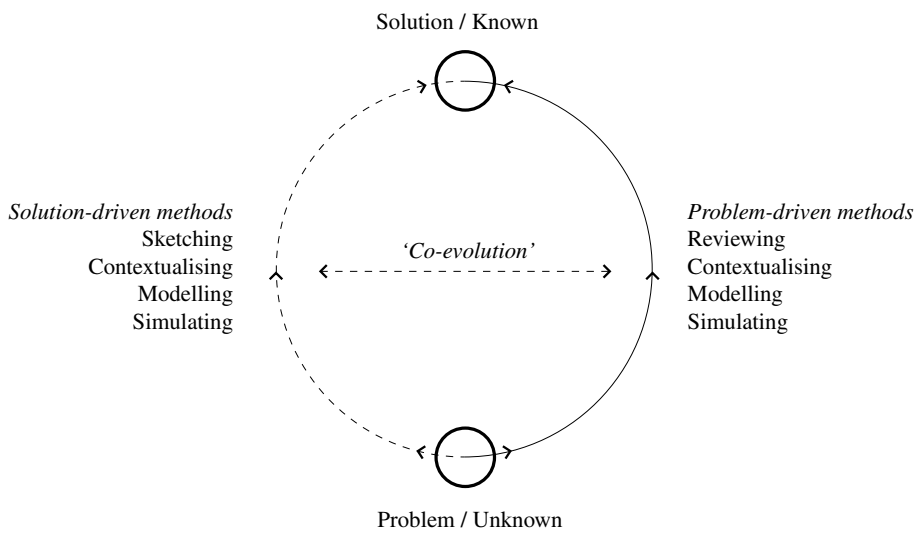 Solution / Known
Solution-driven methods
Sketching
Contextualising
Modelling
Simulating
‘Co-evolution’
Problem-driven methods
Reviewing
Contextualising
Modelling
Simulating
Problem / Unknown